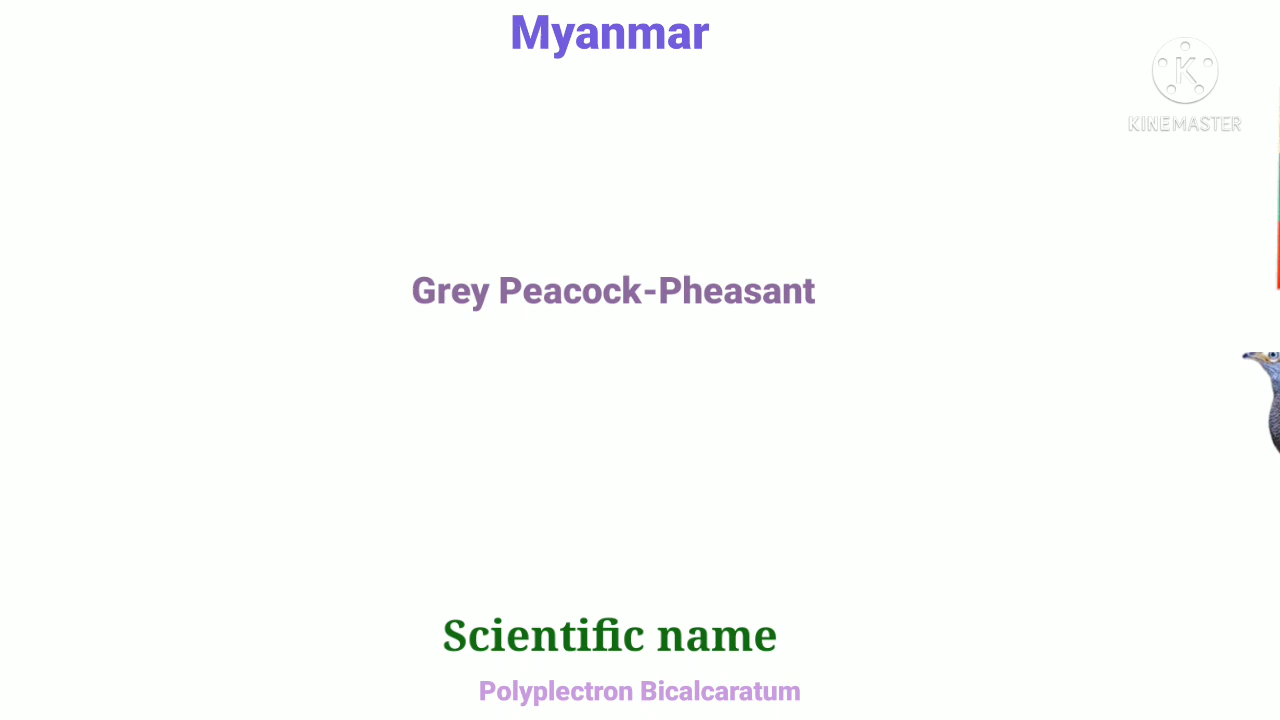 Myanmar
K
KINEMASTER
Grey Peacock-Pheasant
Scientific name
Polyplectron Bicalcaratum